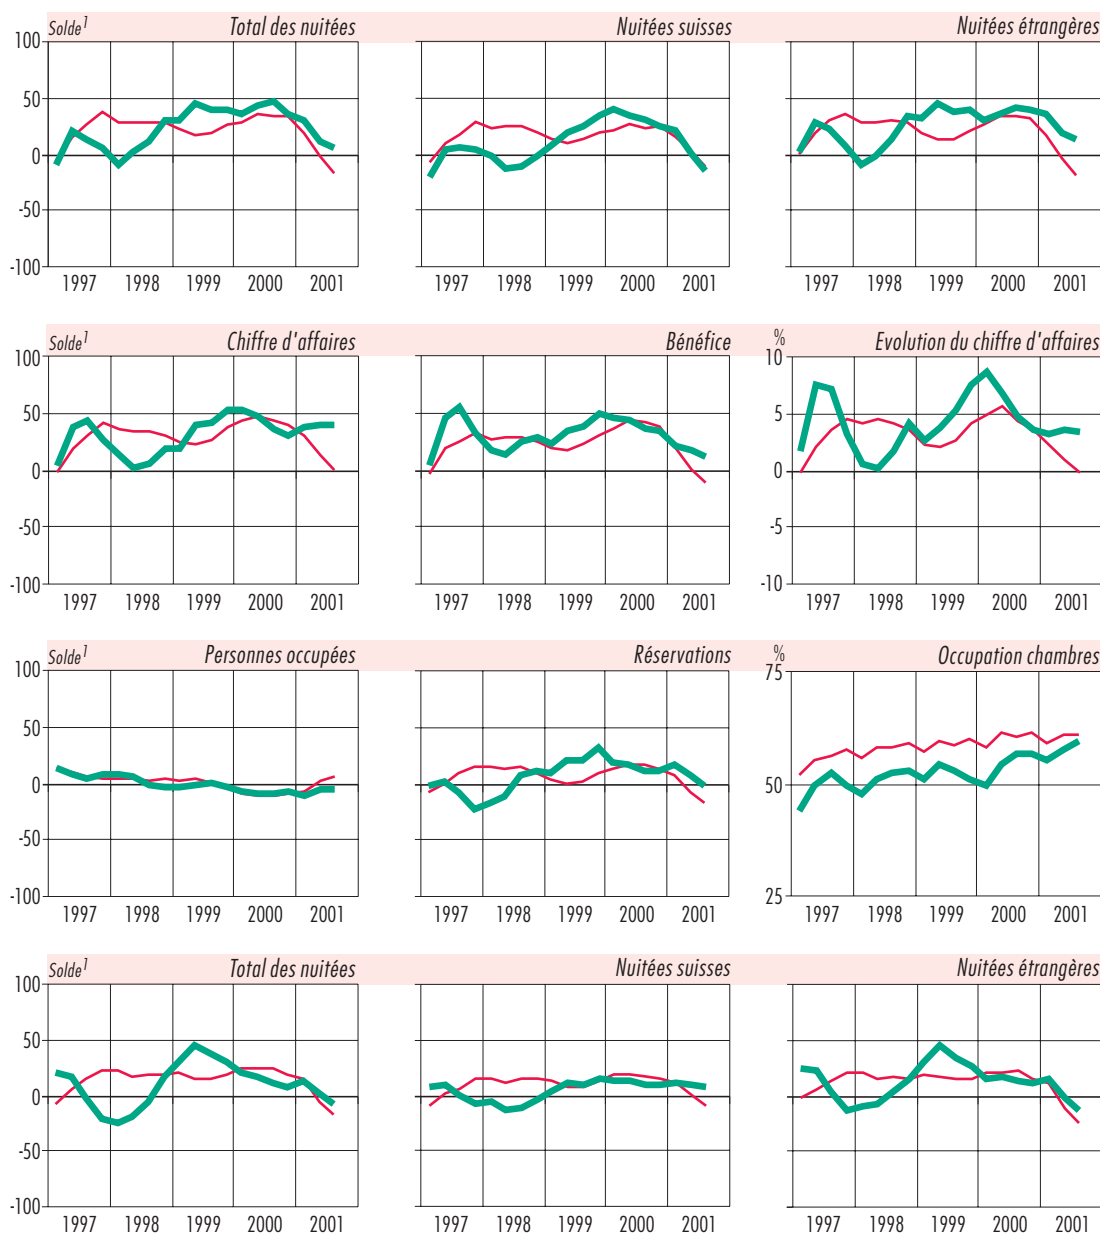 Solde1 Total des nuitées Nuitées suisses Nuitées étrangères
100
50
0
-50
-100
1997 1998 1999 2000 2001 1997 1998 1999 2000 2001 1997 1998 1999 2000 2001
Solde1 Chiffre d'affaires Bénéfice % Evolution du chiffre d'affaires
100 10
50 5
0 0
-50 -5
-100 -10
1997 1998 1999 2000 2001 1997 1998 1999 2000 2001 1997 1998 1999 2000 2001
Solde1 Personnes occupées Réservations % Occupation chambres
100 75
50
0 50
-50
-100 25
1997 1998 1999 2000 2001 1997 1998 1999 2000 2001 1997 1998 1999 2000 2001
Solde1 Total des nuitées Nuitées suisses Nuitées étrangères
100
50
0
-50
-100
1997 1998 1999 2000 2001 1997 1998 1999 2000 2001 1997 1998 1999 2000 2001